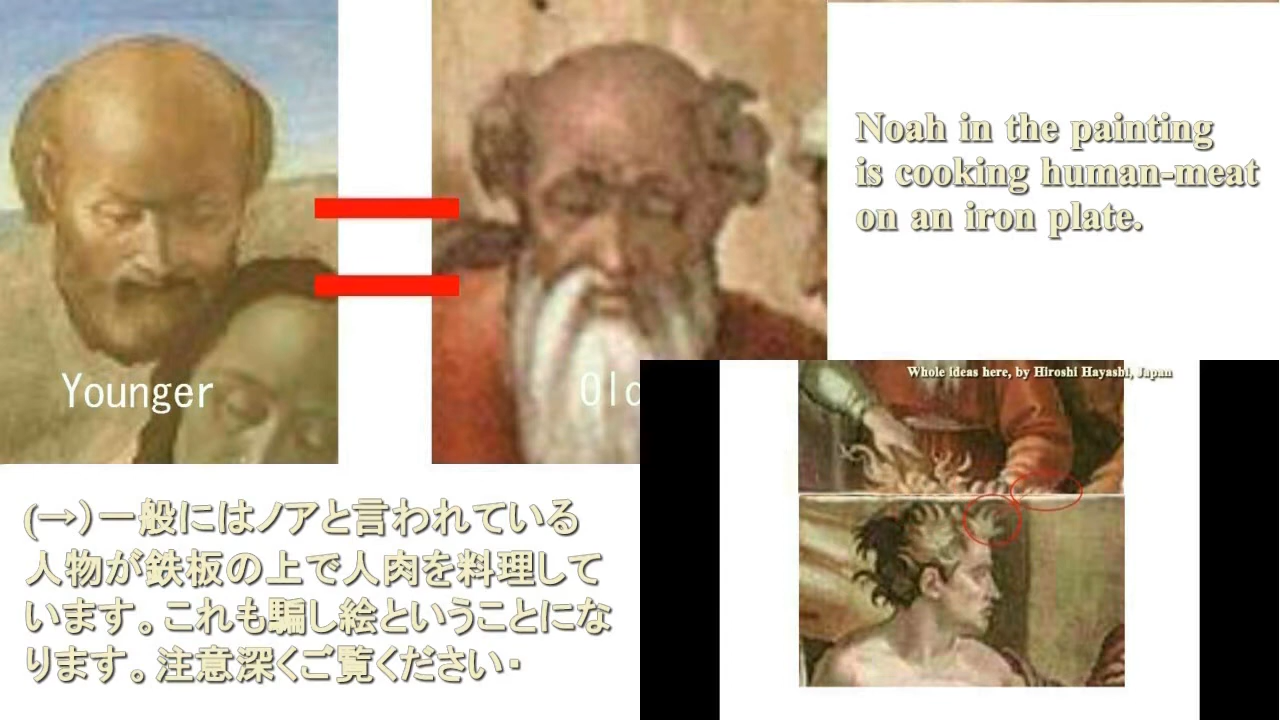 Noah in the painting
is cooking human-meat
on an iron plate.
Younger
Whole ideas here, by Hiroshi Hayashi, Japan
(→)一般にはノアと言われている
人物が鉄板の上で人肉を料理して
います。これも騙し絵ということにな
ります。注意深くご覧ください・